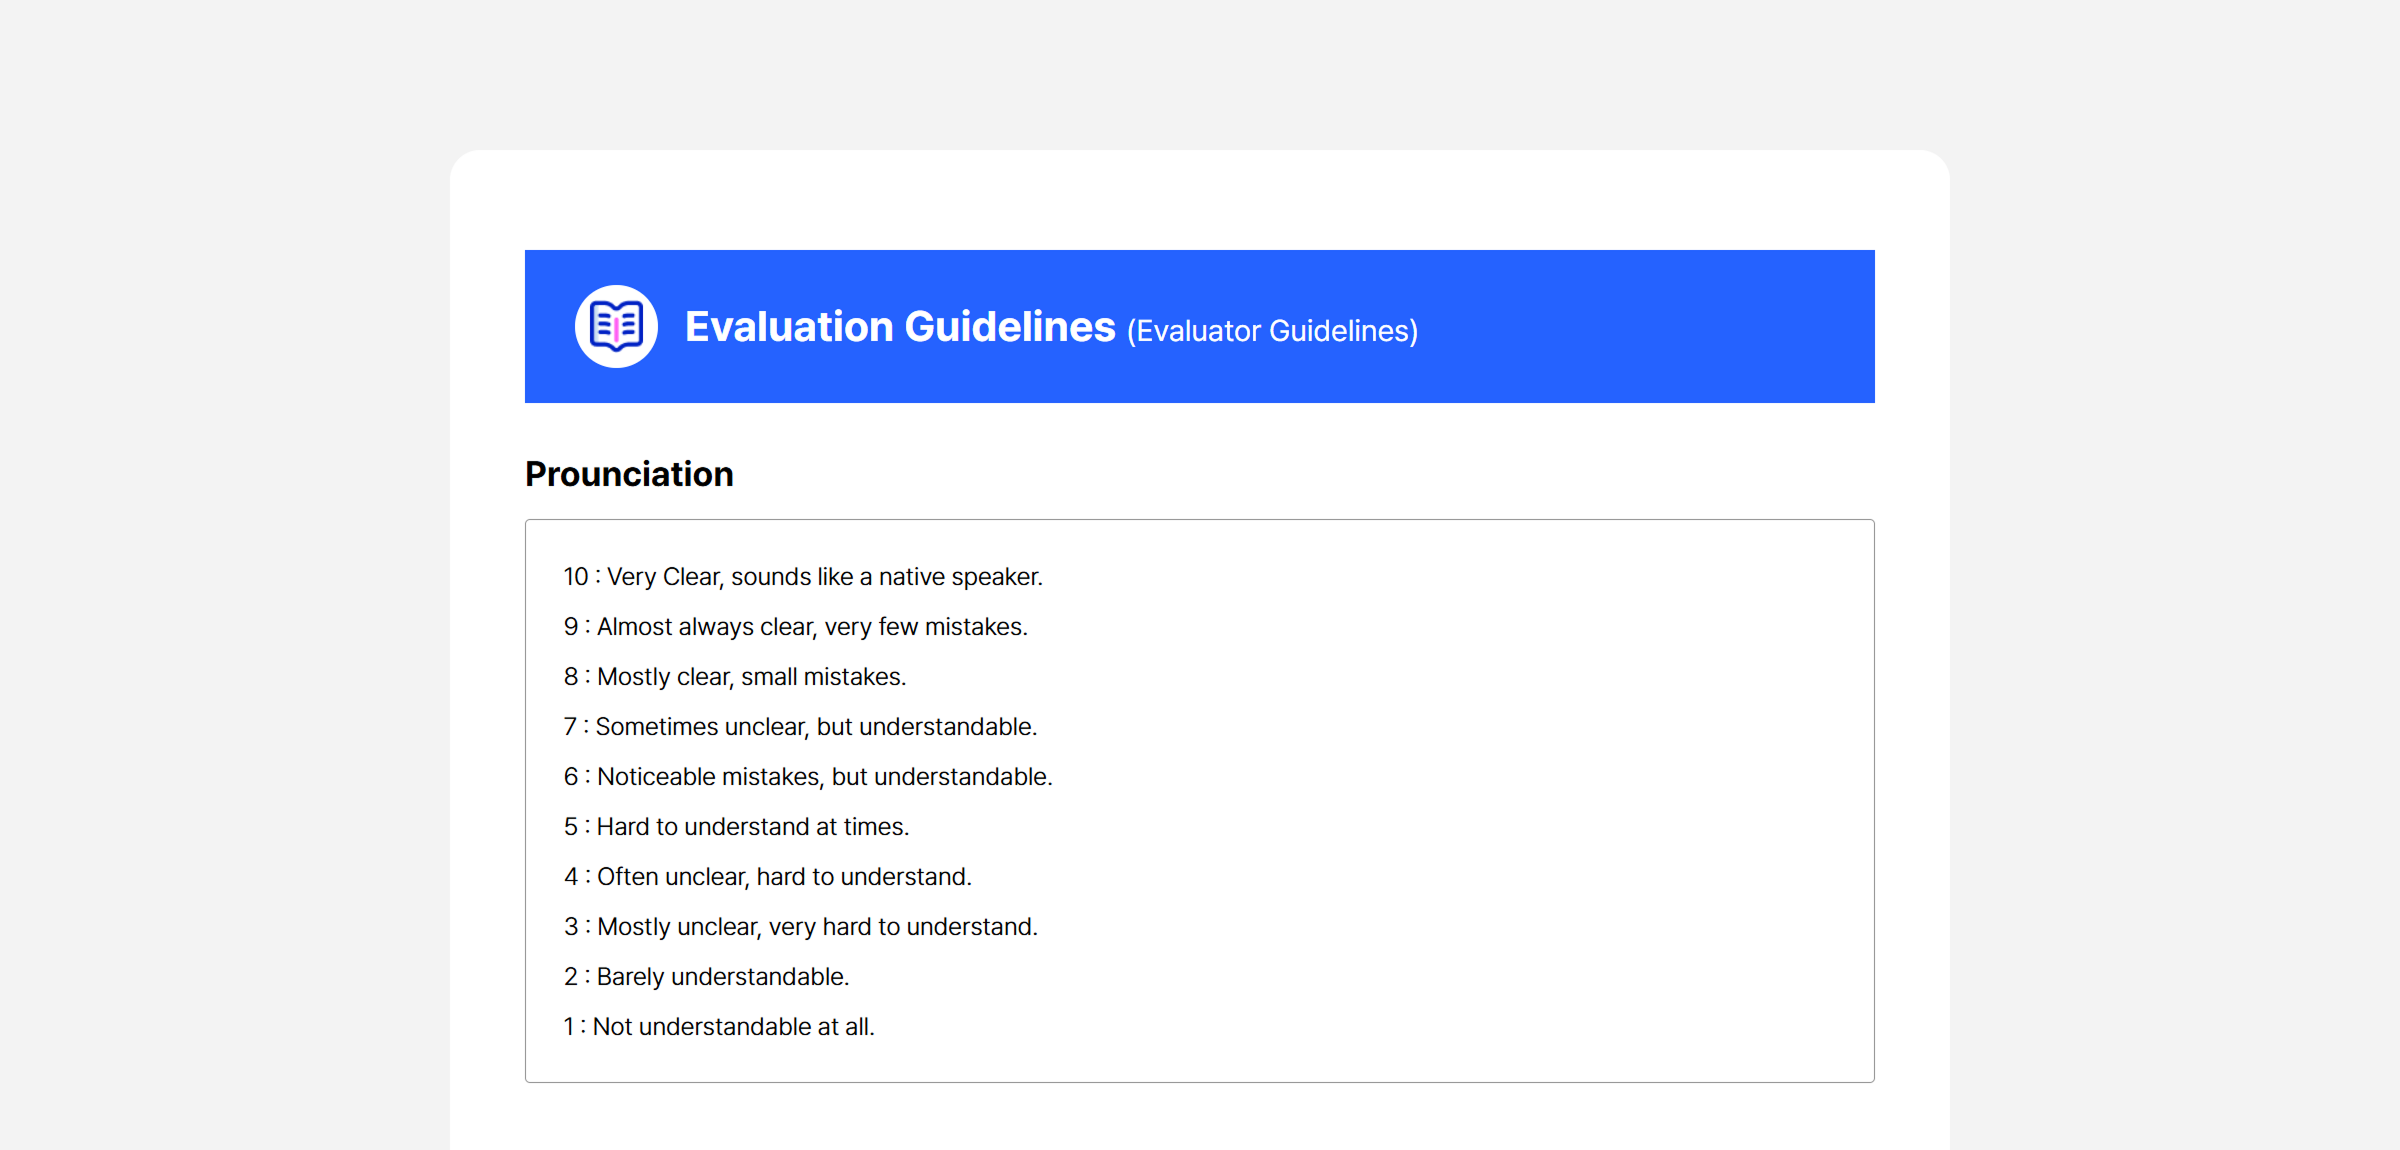 Evaluation Guidelines (Evaluator Guidelines)
Prounciation
10 : Very Clear, sounds like a native speaker.
9 : Almost always clear, very few mistakes.
8 : Mostly clear, small mistakes.
7 : Sometimes unclear, but understandable.
6 : Noticeable mistakes, but understandable.
5 : Hard to understand at times.
4 : Often unclear, hard to understand.
3 : Mostly unclear, very hard to understand.
2 : Barely understandable.
1 : Not understandable at all.